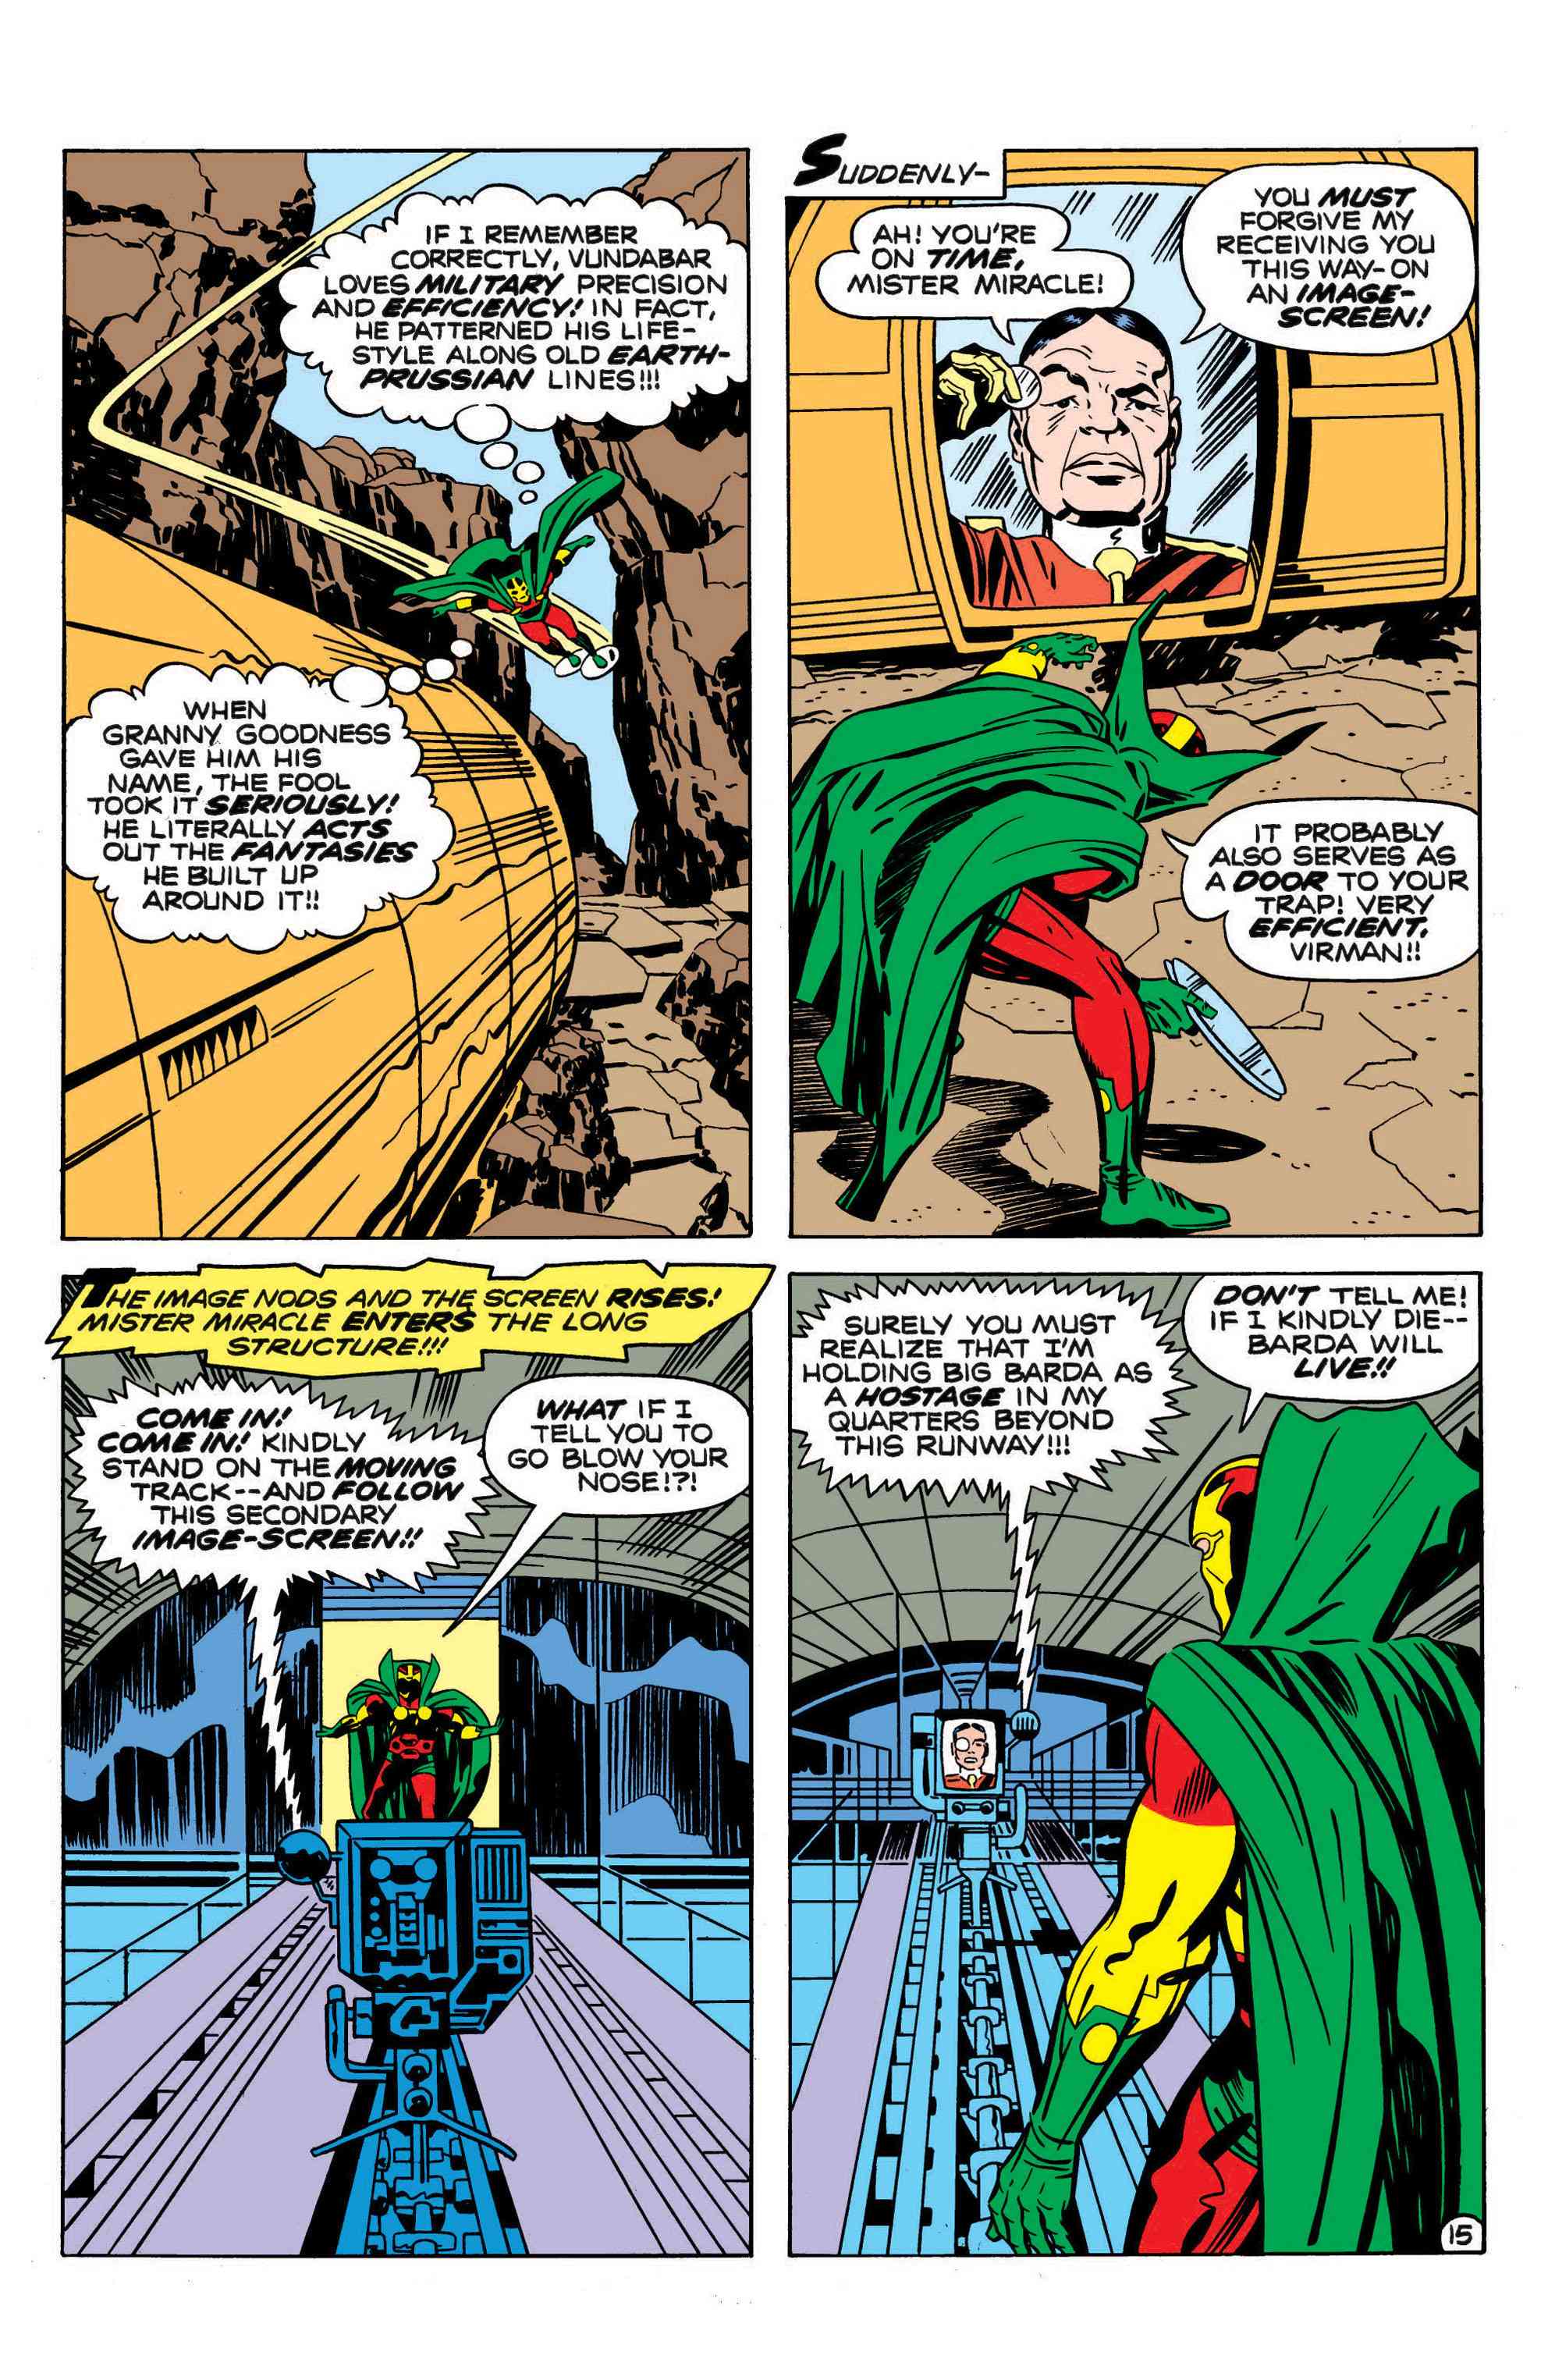 IF I REMEMBER
CORRECTLY, VUNDABAR
LOVES MILITARY PRECISION
AND EFFICIENCY! IN FACT,
HE PATTERNED HIS LIFE-
STYLE ALONG OLD EARTH-
PRUSSIAN LINES!!!
WHEN
GRANNY GOODNESS
GAVE HIM HIS
NAME, THE FOOL
TOOK IT SERIOUSLY!
HE LITERALLY ACTS
OUT THE FANTASIES
HE BUILT UP
AROUND IT!!
SUDDENLY-
AH! YOU'RE
ON TIME,
MISTER MIRACLE!
YOU MUST
FORGIVE MY
RECEIVING YOU
THIS WAY-ON
AN IMAGE-
SCREEN!
IT PROBABLY
ALSO SERVES AS
A DOOR TO YOUR
TRAP! VERY
EFFICIENT,
VIRMAN!!
THE IMAGE NODS AND THE SCREEN RISES!
MISTER MIRACLE ENTERS THE LONG
STRUCTURE!!!
COME IN!
COME IN! KINDLY
STAND ON THE MOVING
TRACK--AND FOLLOW
THIS SECONDARY
IMAGE-SCREEN!!
WHAT IF I
TELL YOU TO
GO BLOW YOUR
NOSE!?!
SURELY YOU MUST
REALIZE THAT I'M
HOLDING BIG BARDA AS
A HOSTAGE IN MY
QUARTERS BEYOND
THIS RUNWAY!!!
DON'T TELL ME!
IF I KINDLY DIE--
BARDA WILL
LIVE!!
15